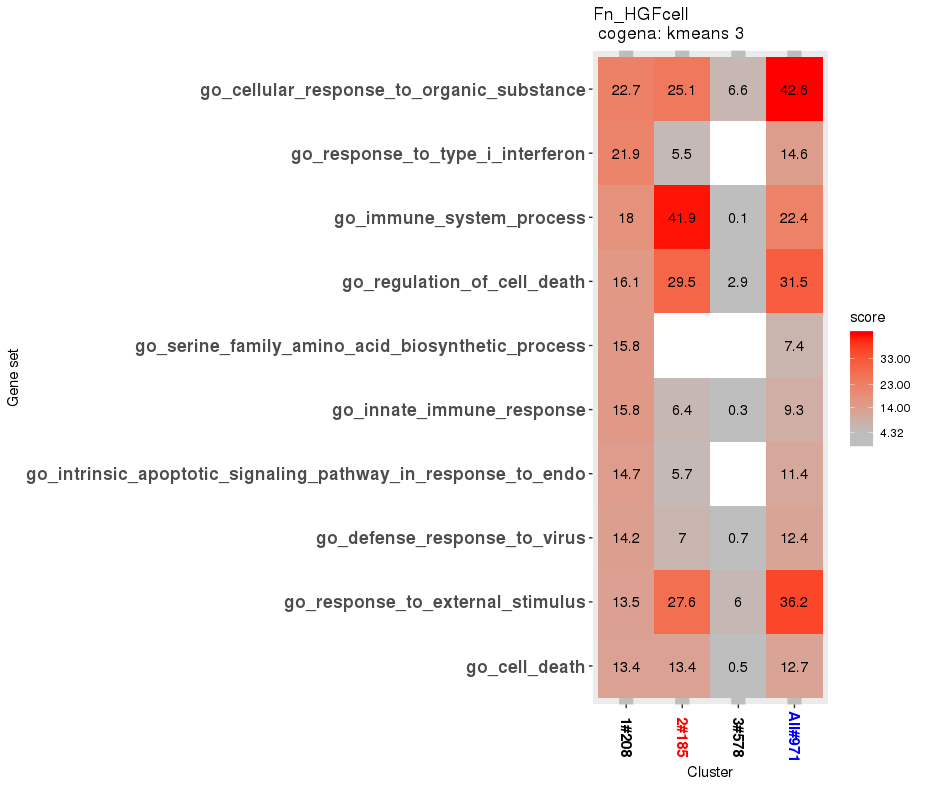 Fn_HGFcell
cogena: kmeans 3
go_cellular_response_to_organic_substance 22.7 25.1 6.6 42.6
go_response_to_type_i_interferon 21.9 5.5 14.6
go_immune_system_process 18 41.9 0.1 22.4
go_regulation_of_cell_death 16.1 29.5 2.9 31.5
go_serine_family_amino_acid_biosynthetic_process 15.8 7.4
go_innate_immune_response 15.8 6.4 0.3 9.3
go_intrinsic_apoptotic_signaling_pathway_in_response_to_endo 14.7 5.7 11.4
go_defense_response_to_virus 14.2 7 0.7 12.4
go_response_to_external_stimulus 13.5 27.6 6 36.2
go_cell_death 13.4 13.4 0.5 12.7
Gene set
1#208 2#185 3#578 All#971
Cluster
score
33.00
23.00
14.00
4.32